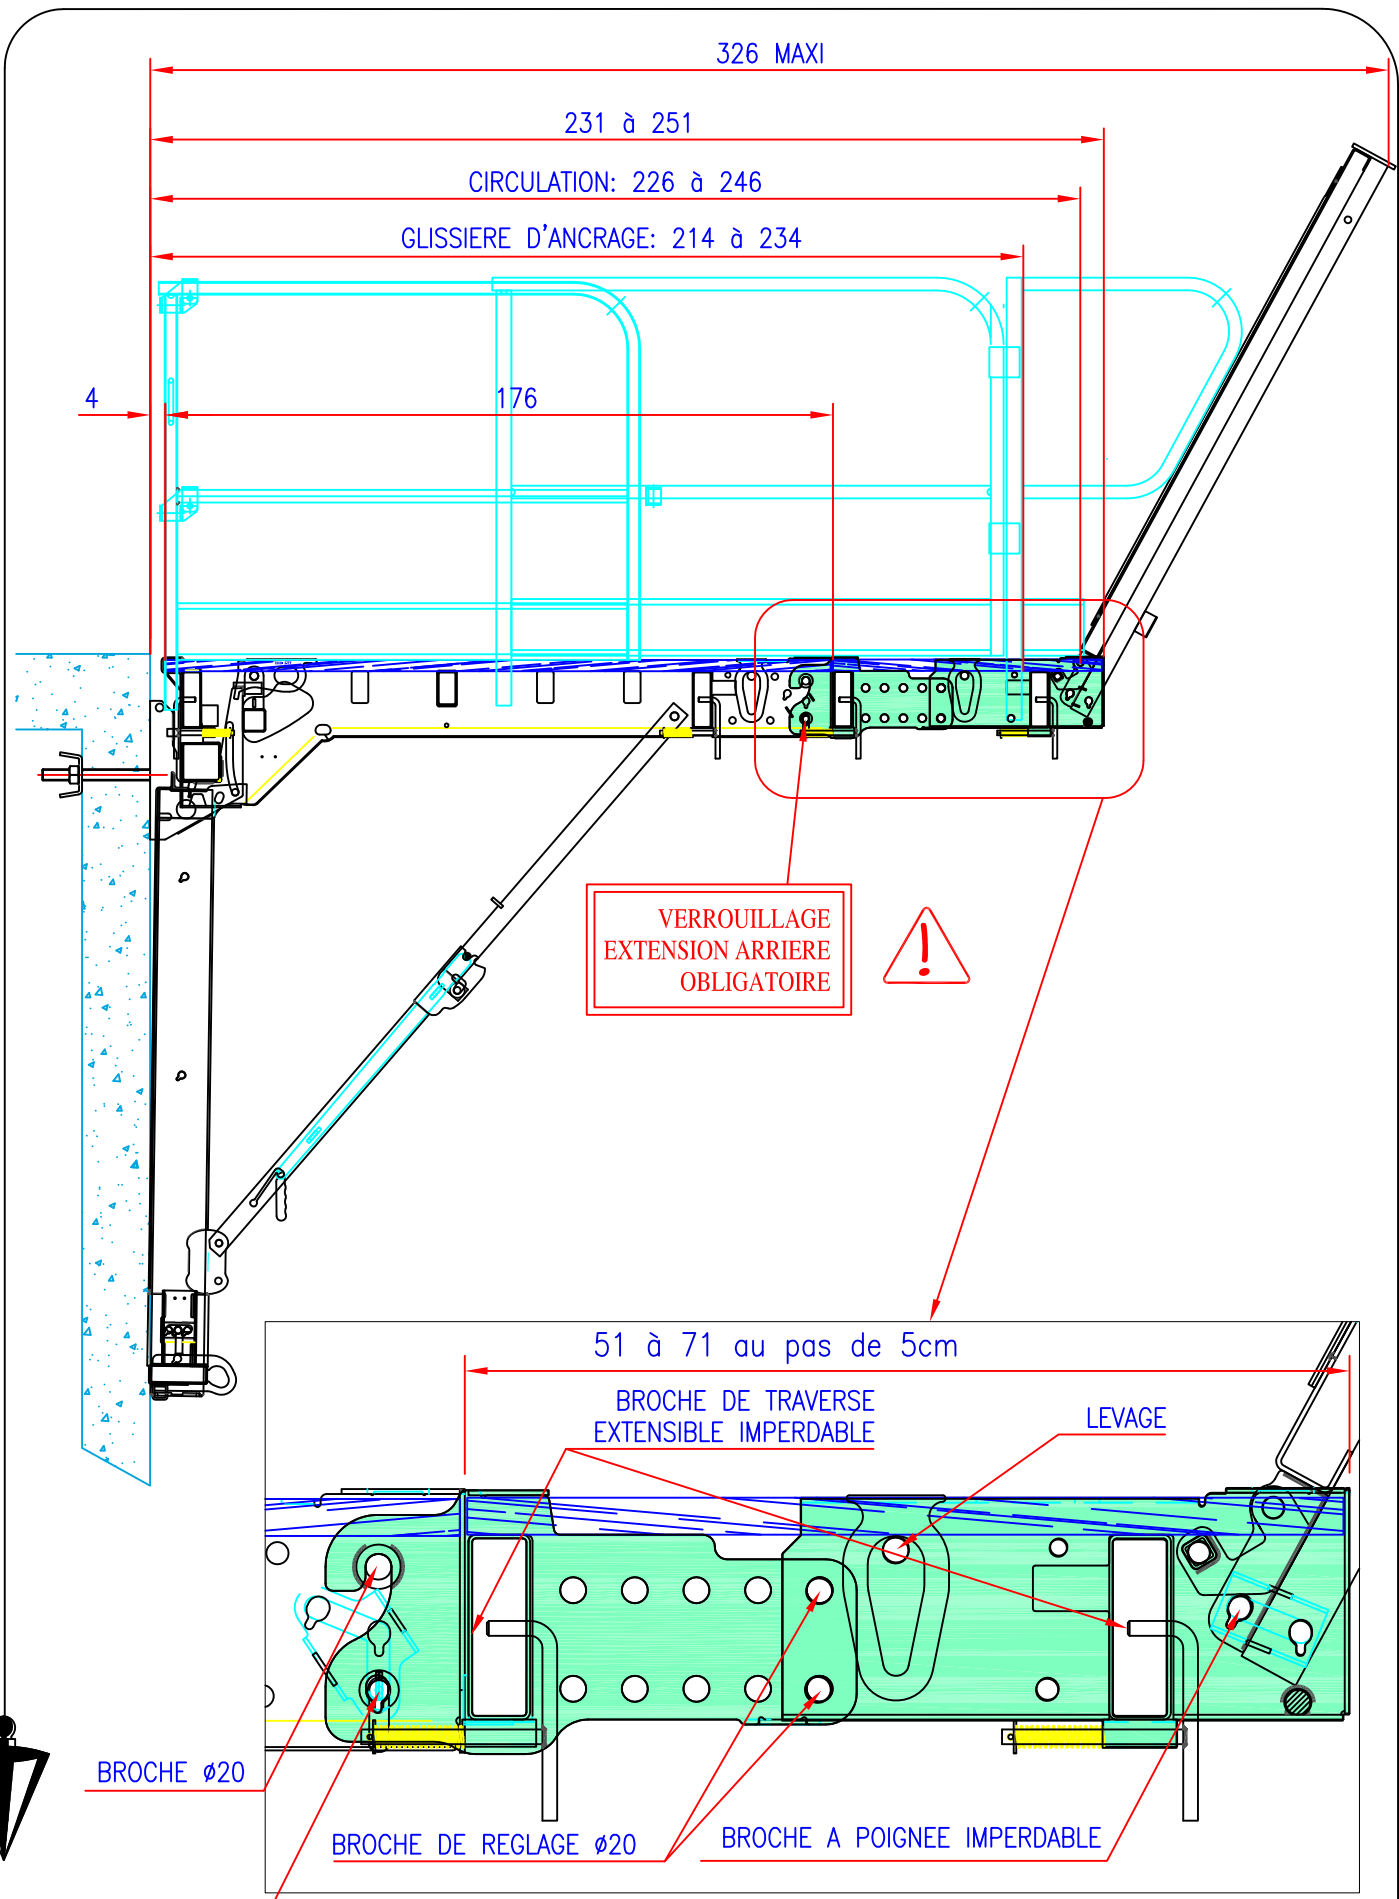 326 MAXI
231 à 251
CIRCULATION: 226 à 246
GLISSIERE D'ANCRAGE: 214 à 234
4
176
VERROUILLAGE
EXTENSION ARRIERE
OBLIGATOIRE
!
51 à 71 au pas de 5cm
BROCHE DE TRAVERSE
EXTENSIBLE IMPERDABLE
LEVAGE
BROCHE ø20
BROCHE DE REGLAGE ø20
BROCHE A POIGNEE IMPERDABLE